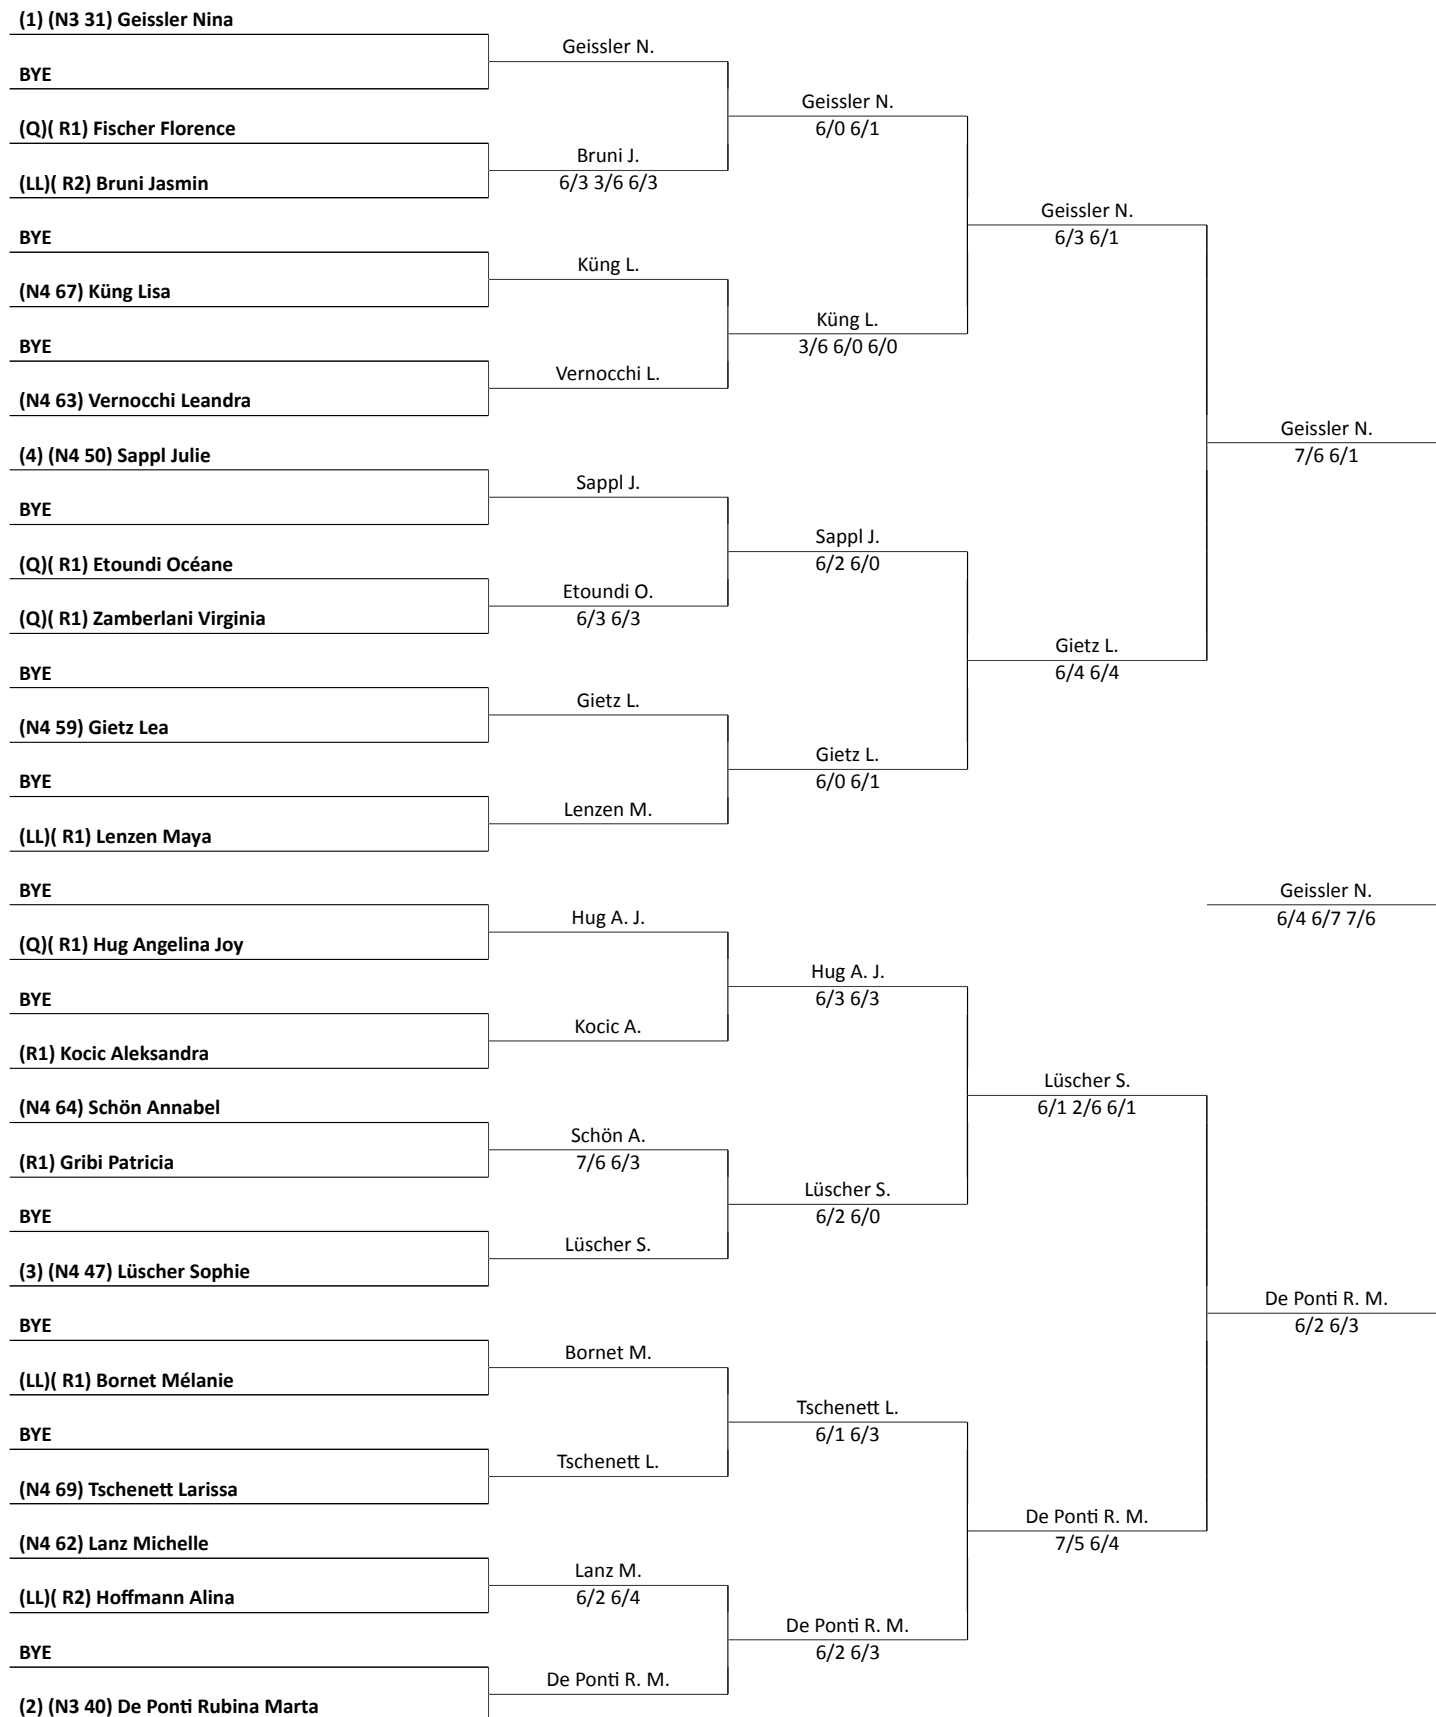 (1) (N3 31) Geissler Nina
BYE
(Q)( R1) Fischer Florence
(LL)( R2) Bruni Jasmin
BYE
(N4 67) Küng Lisa
BYE
(N4 63) Vernocchi Leandra
(4) (N4 50) Sappl Julie
BYE
(Q)( R1) Etoundi Océane
(Q)( R1) Zamberlani Virginia
BYE
(N4 59) Gietz Lea
BYE
(LL)( R1) Lenzen Maya
BYE
(Q)( R1) Hug Angelina Joy
BYE
(R1) Kocic Aleksandra
(N4 64) Schön Annabel
(R1) Gribi Patricia
BYE
(3) (N4 47) Lüscher Sophie
BYE
(LL)( R1) Bornet Mélanie
BYE
(N4 69) Tschenett Larissa
(N4 62) Lanz Michelle
(LL)( R2) Hoffmann Alina
BYE
(2) (N3 40) De Ponti Rubina Marta
Geissler N.
Bruni J.
6/3 3/6 6/3
Küng L.
Vernocchi L.
Sappl J.
Etoundi O.
6/3 6/3
Gietz L.
Lenzen M.
Hug A. J.
Kocic A.
Schön A.
7/6 6/3
Lüscher S.
Bornet M.
Tschenett L.
Lanz M.
6/2 6/4
De Ponti R. M.
Geissler N.
6/0 6/1
Küng L.
3/6 6/0 6/0
Sappl J.
6/2 6/0
Gietz L.
6/0 6/1
Hug A. J.
6/3 6/3
Lüscher S.
6/2 6/0
Tschenett L.
6/1 6/3
De Ponti R. M.
6/2 6/3
Geissler N.
6/3 6/1
Gietz L.
6/4 6/4
Lüscher S.
6/1 2/6 6/1
De Ponti R. M.
7/5 6/4
Geissler N.
7/6 6/1
Geissler N.
6/4 6/7 7/6
De Ponti R. M.
6/2 6/3